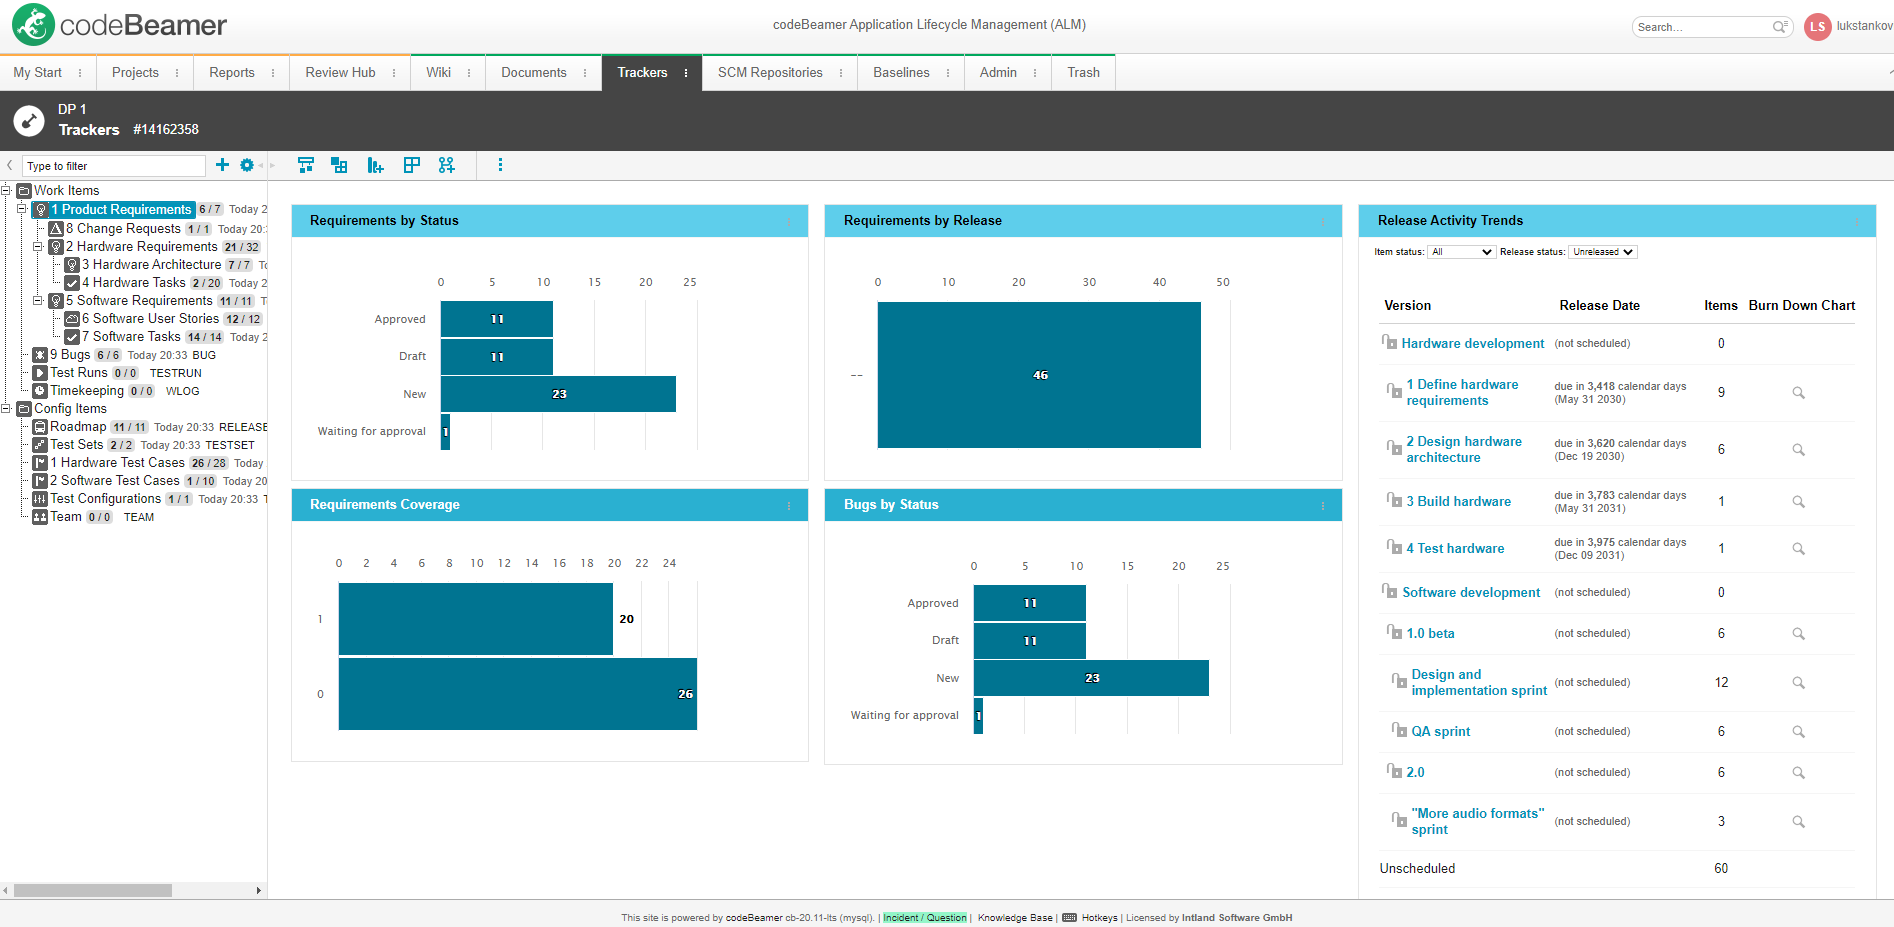 codeBeamer
codeBeamer Application Lifecycle Management (ALM)
Search...
LS
lukstankov
My Start
Projects
Reports
Review Hub
Wiki
Documents
Trackers
SCM Repositories
Baselines
Admin
Trash
DP 1
Trackers #14162358
Type to filter
Work Items
1 Product Requirements 6 / 7 Today 2
8 Change Requests 1 / 1 Today 20:
2 Hardware Requirements 21 / 32
3 Hardware Architecture 7 / 7
4 Hardware Tasks 2 / 20 Today 2
5 Software Requirements 11 / 11 T
6 Software User Stories 12 / 12
7 Software Tasks 14 / 14 Today 2
9 Bugs 6 / 6 Today 20:33 BUG
Test Runs 0 / 0 TESTRUN
Timekeeping 0 / 0 WLOG
Config Items
Roadmap 11 / 11 Today 20:33 RELEASE
Test Sets 2 / 2 Today 20:33 TESTSET
1 Hardware Test Cases 26 / 28 Today
2 Software Test Cases 1 / 10 Today 20
Test Configurations 1 / 1 Today 20:33
Team 0 / 0 TEAM
Requirements by Status
0 5 10 15 20 25
Approved 11
Draft 11
New 23
Waiting for approval 1
Requirements by Release
0 10 20 30 40 50
-- 46
Requirements Coverage
0 2 4 6 8 10 12 14 16 18 20 22 24
1 20
0 26
Bugs by Status
0 5 10 15 20 25
Approved 11
Draft 11
New 23
Waiting for approval 1
Release Activity Trends
Item status: All Release status: Unreleased
Version Release Date Items Burn Down Chart
Hardware development (not scheduled) 0
1 Define hardware requirements due in 3,418 calendar days (May 31 2030) 9
2 Design hardware architecture due in 3,620 calendar days (Dec 19 2030) 6
3 Build hardware due in 3,783 calendar days (May 31 2031) 1
4 Test hardware due in 3,975 calendar days (Dec 09 2031) 1
Software development (not scheduled) 0
1.0 beta (not scheduled) 6
Design and implementation sprint (not scheduled) 12
QA sprint (not scheduled) 6
2.0 (not scheduled) 6
"More audio formats" sprint (not scheduled) 3
Unscheduled 60
This site is powered by codeBeamer cb-20.11-lts (mysql). | Incident / Question | Knowledge Base | Hotkeys | Licensed by Intland Software GmbH